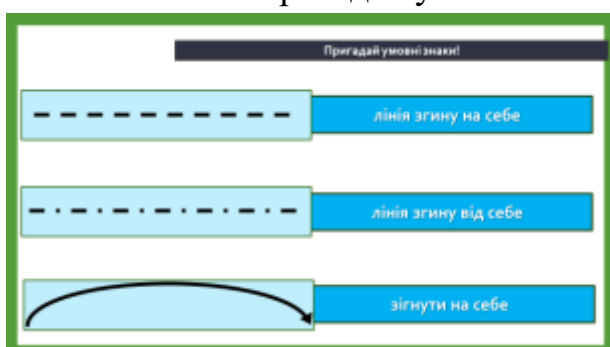 Пригадай умовні знаки!
лінія згину на себе
лінія згину від себе
зігнути на себе